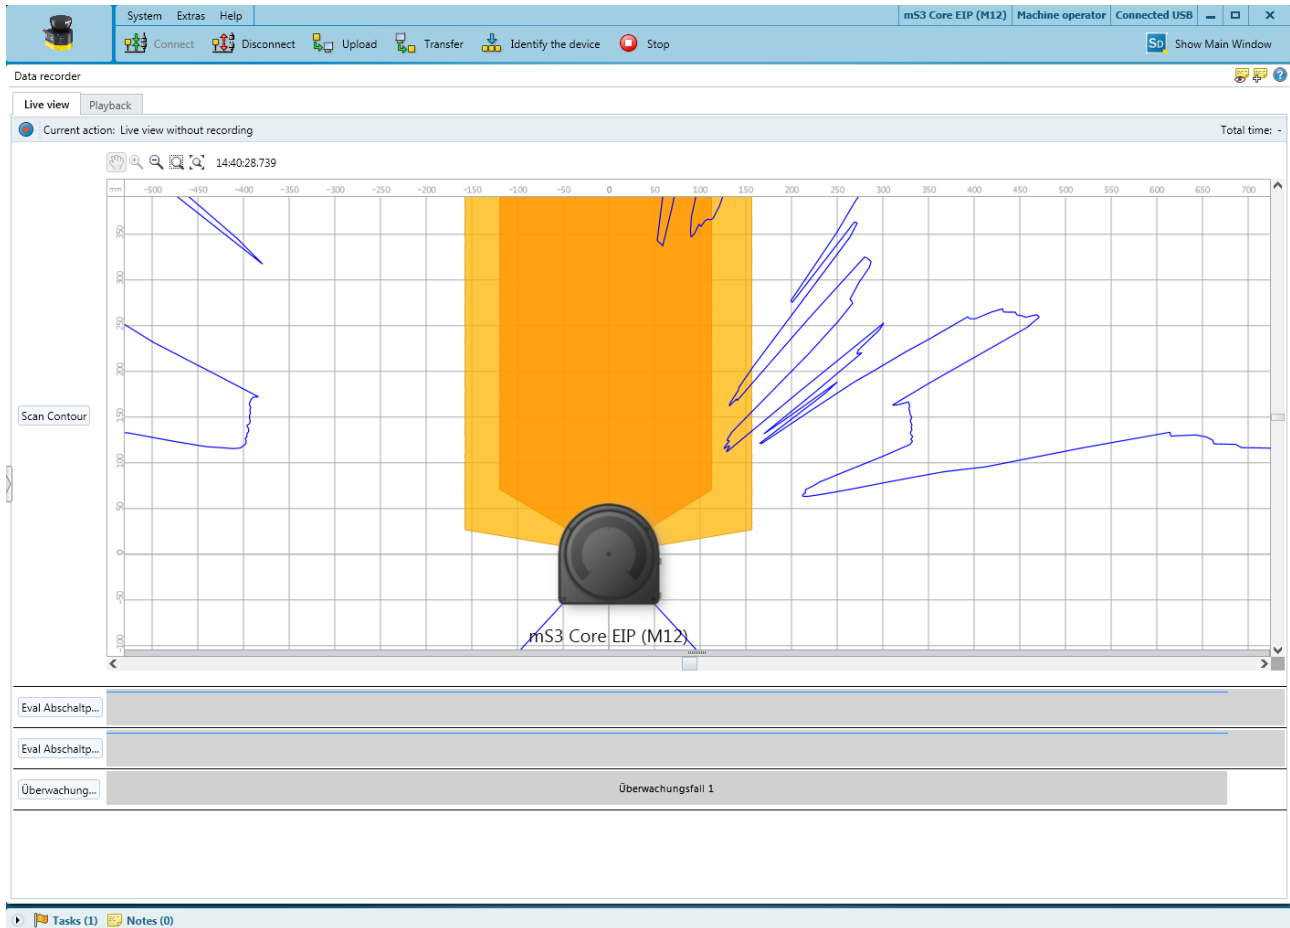 System Extras Help mS3 Core EIP (M12) Machine operator Connected USB
Connect Disconnect Upload Transfer Identify the device Stop SD Show Main Window
Data recorder
Live view Playback
Current action: Live view without recording Total time: -
14:40:28.739
mm -500 -450 -400 -350 -300 -250 -200 -150 -100 -50 0 50 100 150 200 250 300 350 400 450 500 550 600 650 700
350
300
250
200
150
Scan Contour
100
50
0
-50
-100
mS3 Core EIP (M12)
Eval Abschaltp...
Eval Abschaltp...
Überwachung... Überwachungsfall 1
Tasks (1) Notes (0)